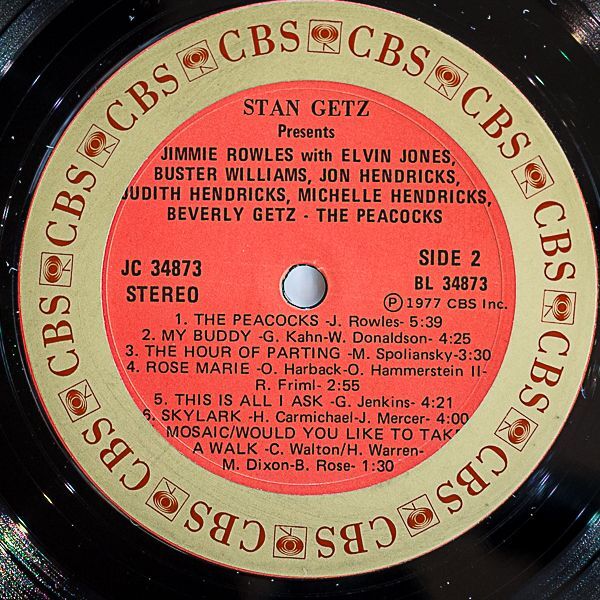 CBS CBS CBS CBS CBS CBS CBS CBS CBS CBS CBS CBS
STAN GETZ
Presents
JIMMIE ROWLES with ELVIN JONES,
BUSTER WILLIAMS, JON HENDRICKS,
JUDITH HENDRICKS, MICHELLE HENDRICKS,
BEVERLY GETZ - THE PEACOCKS
JC 34873
STEREO
SIDE 2
BL 34873
Ⓟ 1977 CBS Inc.
1. THE PEACOCKS -J. Rowles- 5:39
2. MY BUDDY -G. Kahn-W. Donaldson- 4:25
3. THE HOUR OF PARTING -M. Spoliansky-3:30
4. ROSE MARIE -O. Harback-O. Hammerstein II-
R. Friml- 2:55
5. THIS IS ALL I ASK -G. Jenkins- 4:21
6. SKYLARK -H. Carmichael-J. Mercer- 4:00
MOSAIC/WOULD YOU LIKE TO TAKE
A WALK -C. Walton/H. Warren-
M. Dixon-B. Rose- 1:30